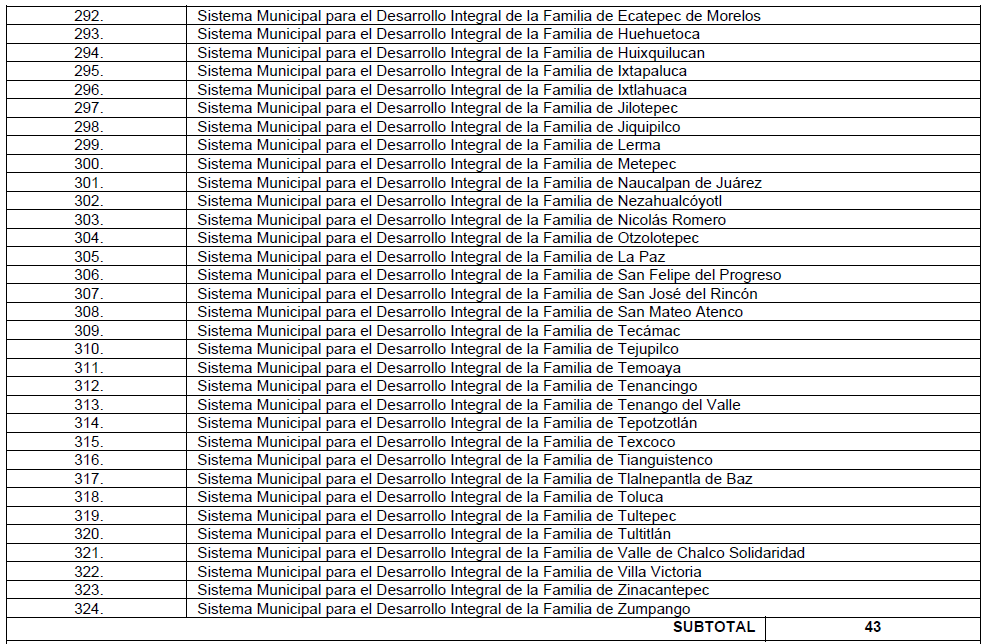 292. Sistema Municipal para el Desarrollo Integral de la Familia de Ecatepec de Morelos
293. Sistema Municipal para el Desarrollo Integral de la Familia de Huehuetoca
294. Sistema Municipal para el Desarrollo Integral de la Familia de Huixquilucan
295. Sistema Municipal para el Desarrollo Integral de la Familia de Ixtapaluca
296. Sistema Municipal para el Desarrollo Integral de la Familia de Ixtlahuaca
297. Sistema Municipal para el Desarrollo Integral de la Familia de Jilotepec
298. Sistema Municipal para el Desarrollo Integral de la Familia de Jiquipilco
299. Sistema Municipal para el Desarrollo Integral de la Familia de Lerma
300. Sistema Municipal para el Desarrollo Integral de la Familia de Metepec
301. Sistema Municipal para el Desarrollo Integral de la Familia de Naucalpan de Juárez
302. Sistema Municipal para el Desarrollo Integral de la Familia de Nezahualcóyotl
303. Sistema Municipal para el Desarrollo Integral de la Familia de Nicolás Romero
304. Sistema Municipal para el Desarrollo Integral de la Familia de Otzolotepec
305. Sistema Municipal para el Desarrollo Integral de la Familia de La Paz
306. Sistema Municipal para el Desarrollo Integral de la Familia de San Felipe del Progreso
307. Sistema Municipal para el Desarrollo Integral de la Familia de San José del Rincón
308. Sistema Municipal para el Desarrollo Integral de la Familia de San Mateo Atenco
309. Sistema Municipal para el Desarrollo Integral de la Familia de Tecámac
310. Sistema Municipal para el Desarrollo Integral de la Familia de Tejupilco
311. Sistema Municipal para el Desarrollo Integral de la Familia de Temoaya
312. Sistema Municipal para el Desarrollo Integral de la Familia de Tenancingo
313. Sistema Municipal para el Desarrollo Integral de la Familia de Tenango del Valle
314. Sistema Municipal para el Desarrollo Integral de la Familia de Tepotzotlán
315. Sistema Municipal para el Desarrollo Integral de la Familia de Texcoco
316. Sistema Municipal para el Desarrollo Integral de la Familia de Tianguistenco
317. Sistema Municipal para el Desarrollo Integral de la Familia de Tlalnepantla de Baz
318. Sistema Municipal para el Desarrollo Integral de la Familia de Toluca
319. Sistema Municipal para el Desarrollo Integral de la Familia de Tultepec
320. Sistema Municipal para el Desarrollo Integral de la Familia de Tultitlán
321. Sistema Municipal para el Desarrollo Integral de la Familia de Valle de Chalco Solidaridad
322. Sistema Municipal para el Desarrollo Integral de la Familia de Villa Victoria
323. Sistema Municipal para el Desarrollo Integral de la Familia de Zinacantepec
324. Sistema Municipal para el Desarrollo Integral de la Familia de Zumpango
SUBTOTAL 43